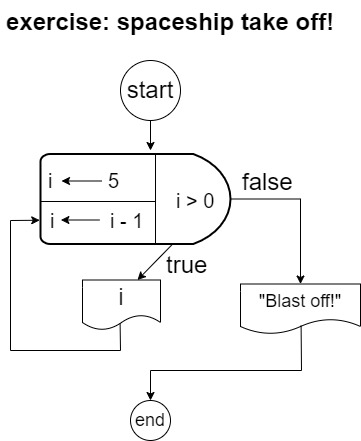 exercise: spaceship take off!
start
i ← 5
i ← i - 1
i > 0
false
true
i
"Blast off!"
end